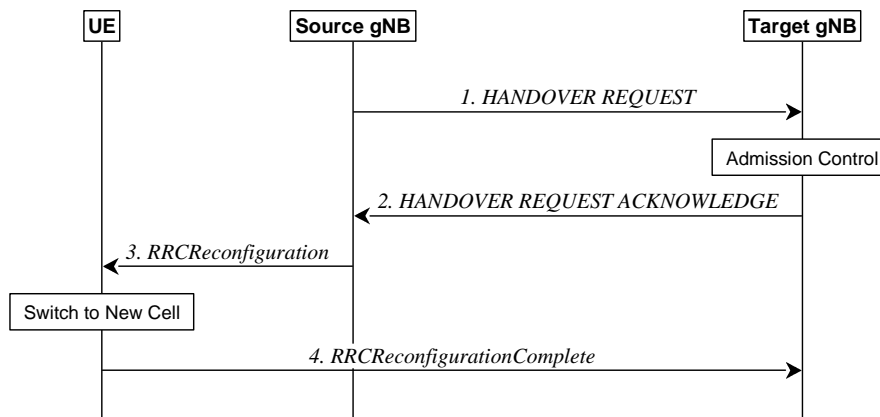 UE
Source gNB
Target gNB
1. HANDOVER REQUEST
Admission Control
2. HANDOVER REQUEST ACKNOWLEDGE
3. RRCReconfiguration
Switch to New Cell
4. RRCReconfigurationComplete